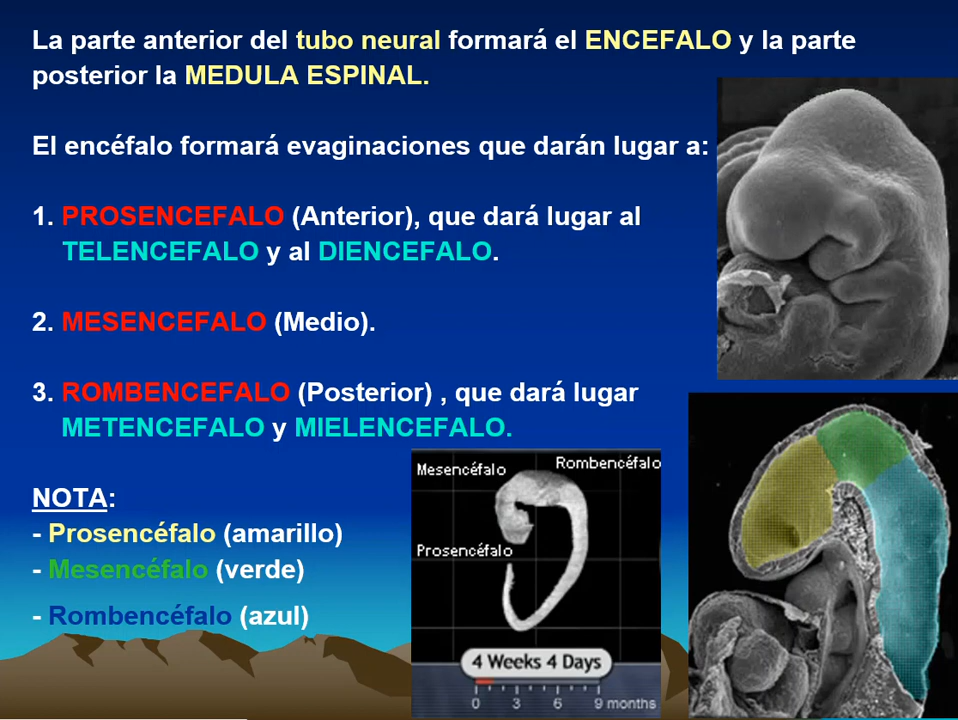 La parte anterior del tubo neural formará el ENCEFALO y la parte
posterior la MEDULA ESPINAL.
El encéfalo formará evaginaciones que darán lugar a:
1. PROSENCEFALO (Anterior), que dará lugar al
TELENCEFALO y al DIENCEFALO.
2. MESENCEFALO (Medio).
3. ROMBENCEFALO (Posterior) , que dará lugar
METENCEFALO y MIELENCEFALO.
NOTA:
- Prosencéfalo (amarillo)
- Mesencéfalo (verde)
- Rombencéfalo (azul)
Mesencéfalo
Rombencéfalo
Prosencéfalo
4 Weeks 4 Days
0 3 6 9 months